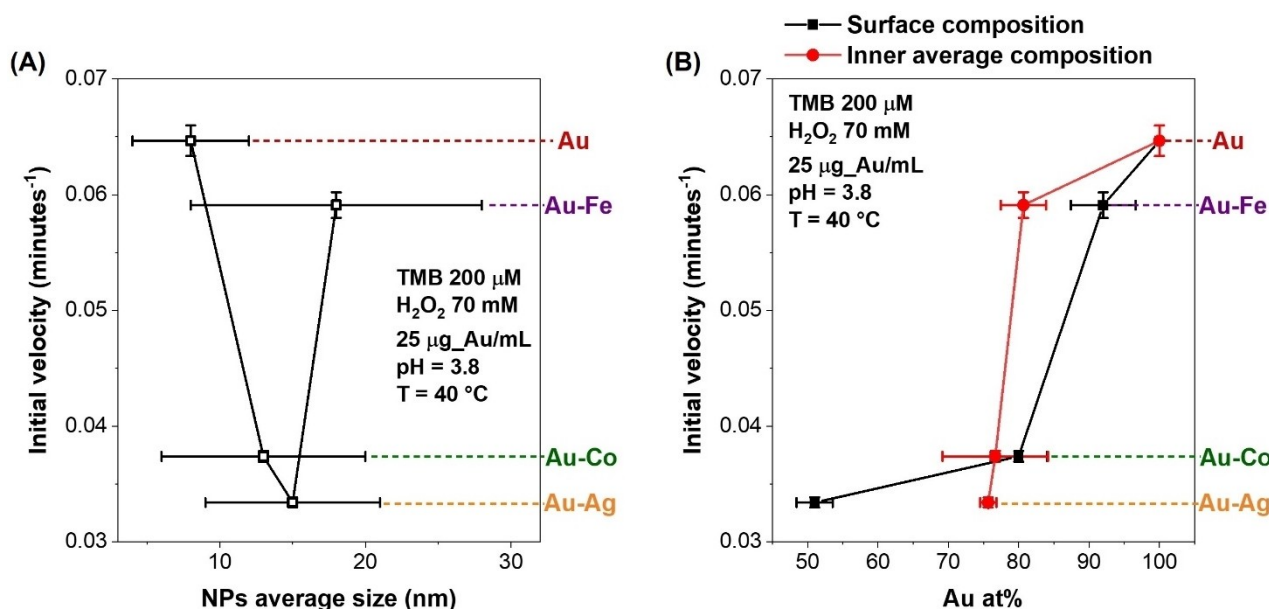 Surface composition
Inner average composition
(A)
Initial velocity (minutes⁻¹)
0.07
0.06
0.05
0.04
0.03
TMB 200 μM
H₂O₂ 70 mM
25 μg_Au/mL
pH = 3.8
T = 40 °C
Au
Au-Fe
Au-Co
Au-Ag
10 20 30
NPs average size (nm)
(B)
Initial velocity (minutes⁻¹)
0.07
0.06
0.05
0.04
0.03
TMB 200 μM
H₂O₂ 70 mM
25 μg_Au/mL
pH = 3.8
T = 40 °C
Au
Au-Fe
Au-Co
Au-Ag
50 60 70 80 90 100
Au at%